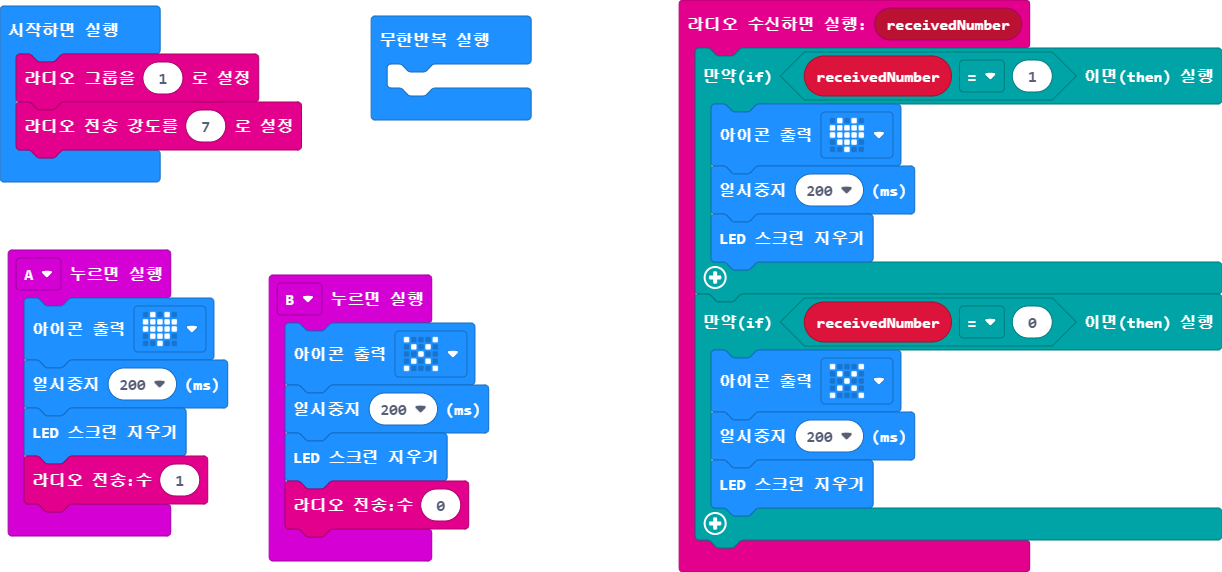 시작하면 실행
라디오 그룹을 1 로 설정
라디오 전송 강도를 7 로 설정
무한반복 실행
A 누르면 실행
아이콘 출력
일시중지 200 (ms)
LED 스크린 지우기
라디오 전송:수 1
B 누르면 실행
아이콘 출력
일시중지 200 (ms)
LED 스크린 지우기
라디오 전송:수 0
라디오 수신하면 실행: receivedNumber
만약(if) receivedNumber = 1 이면(then) 실행
아이콘 출력
일시중지 200 (ms)
LED 스크린 지우기
만약(if) receivedNumber = 0 이면(then) 실행
아이콘 출력
일시중지 200 (ms)
LED 스크린 지우기